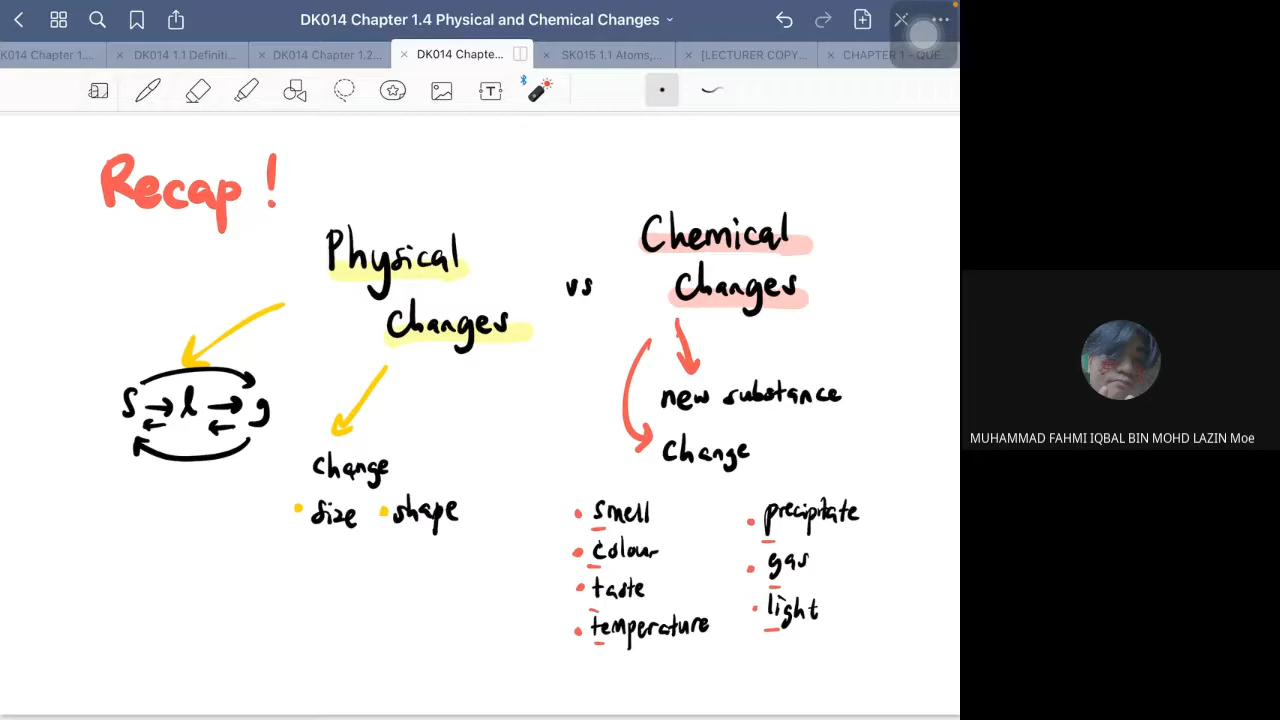 DK014 Chapter 1.4 Physical and Chemical Changes
K014 Chapter 1....
DK014 1.1 Definiti...
DK014 Chapter 1.2...
DK014 Chapte...
SK015 1.1 Atoms,...
[LECTURER COPY...
CHAPTER 1 - QUE...
T
Recap!
Physical
Changes
vs
Chemical
Changes
s → l → g
change
• size • shape
new substance
Change
• smell
• colour
• taste
• temperature
• precipitate
• gas
• light
MUHAMMAD FAHMI IQBAL BIN MOHD LAZIN Moe